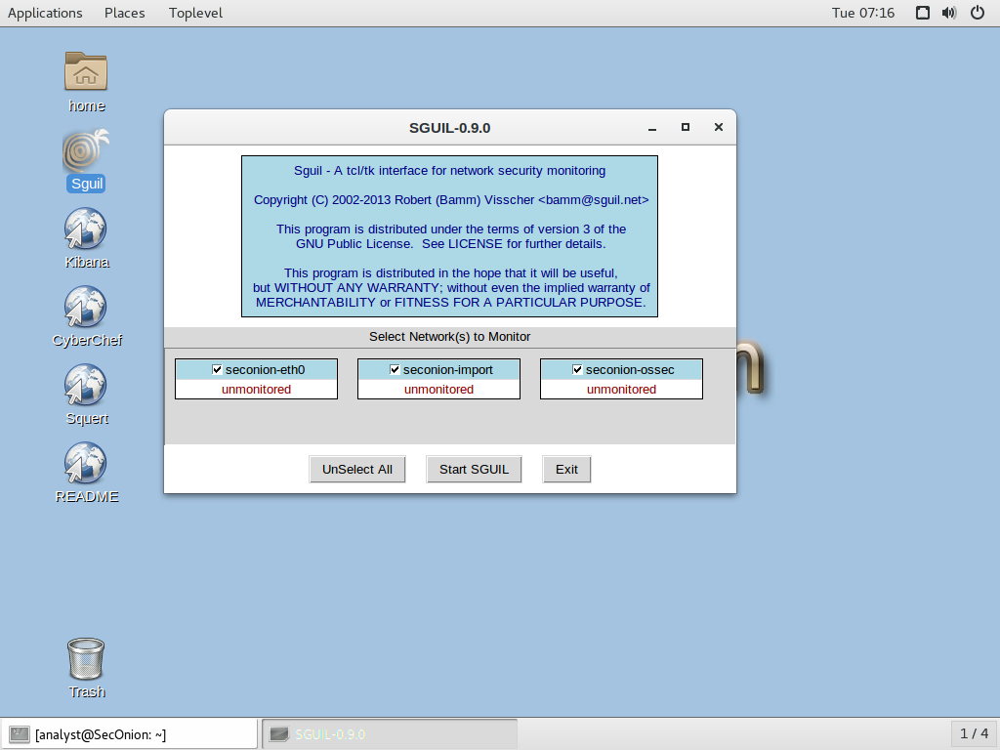 Applications Places Toplevel Tue 07:16
home
Sguil
Kibana
CyberChef
Squert
README
Trash
SGUIL-0.9.0
Sguil - A tcl/tk interface for network security monitoring
Copyright (C) 2002-2013 Robert (Bamm) Visscher <bamm@sguil.net>
This program is distributed under the terms of version 3 of the
GNU Public License.  See LICENSE for further details.
This program is distributed in the hope that it will be useful,
but WITHOUT ANY WARRANTY; without even the implied warranty of
MERCHANTABILITY or FITNESS FOR A PARTICULAR PURPOSE.
Select Network(s) to Monitor
seconion-eth0 seconion-import seconion-ossec
unmonitored unmonitored unmonitored
UnSelect All Start SGUIL Exit
n
[analyst@SecOnion: ~] SGUIL-0.9.0 1 / 4